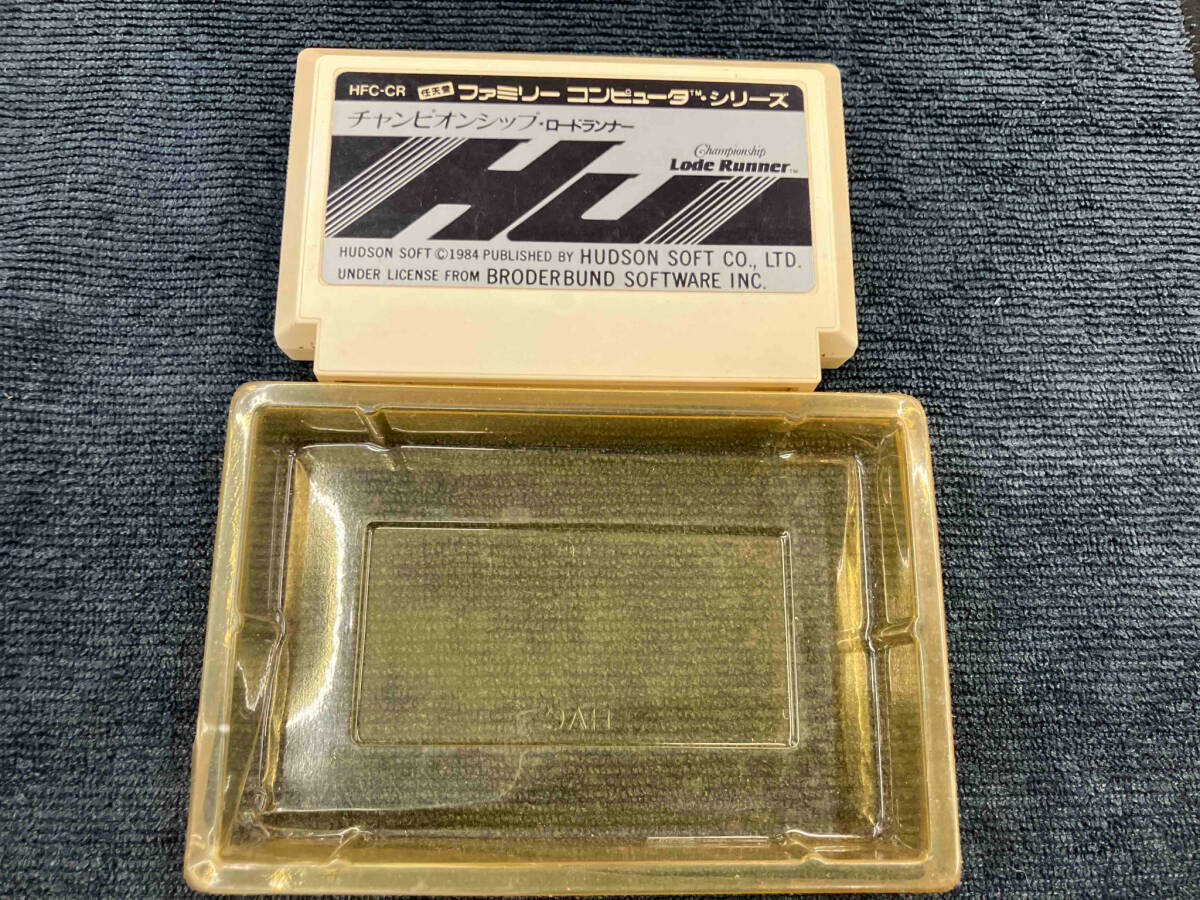 HFC-CR 任天堂 ファミリー コンピュータ™・シリーズ
チャンピオンシップ・ロードランナー
Championship
Lode Runner™
HU
HUDSON SOFT ©1984 PUBLISHED BY HUDSON SOFT CO., LTD.
UNDER LICENSE FROM BRODERBUND SOFTWARE INC.